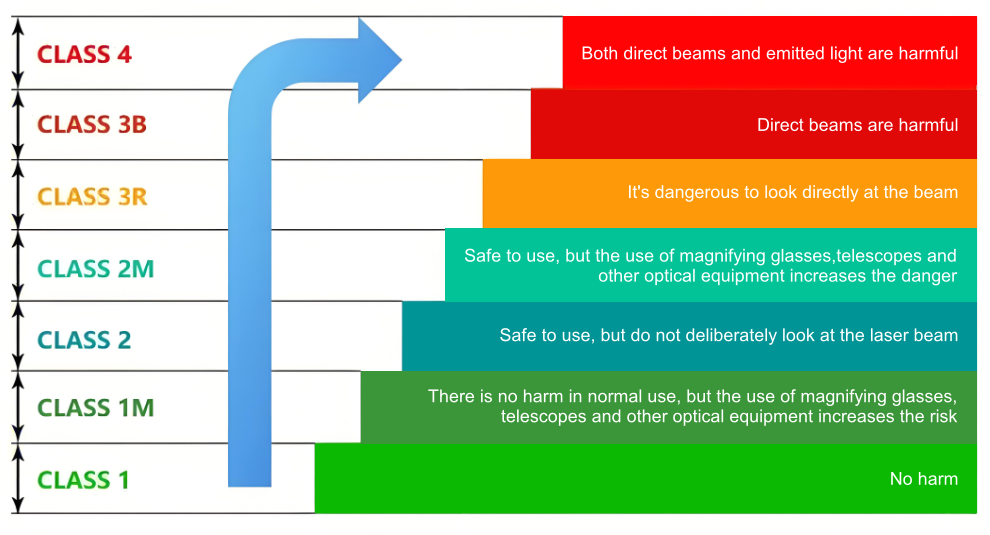 CLASS 4
Both direct beams and emitted light are harmful
CLASS 3B
Direct beams are harmful
CLASS 3R
It's dangerous to look directly at the beam
CLASS 2M
Safe to use, but the use of magnifying glasses,telescopes and
other optical equipment increases the danger
CLASS 2
Safe to use, but do not deliberately look at the laser beam
CLASS 1M
There is no harm in normal use, but the use of magnifying glasses,
telescopes and other optical equipment increases the risk
CLASS 1
No harm